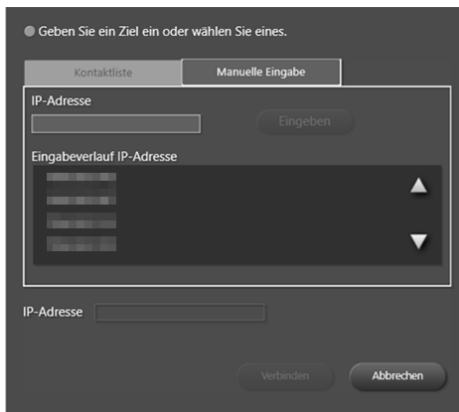 Geben Sie ein Ziel ein oder wählen Sie eines.
Kontaktliste Manuelle Eingabe
IP-Adresse
Eingeben
Eingabeverlauf IP-Adresse
IP-Adresse
Verbinden Abbrechen